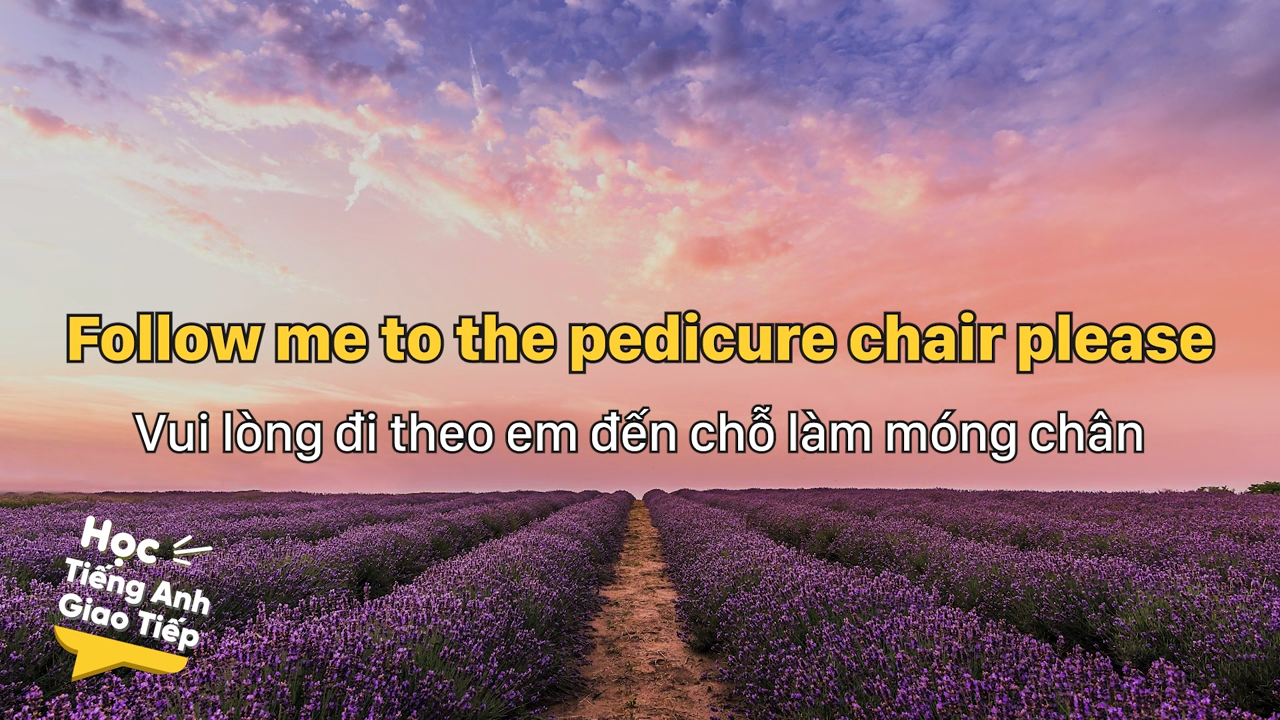 Follow me to the pedicure chair please
Vui lòng đi theo em đến chỗ làm móng chân
Học
Tiếng Anh
Giao Tiếp